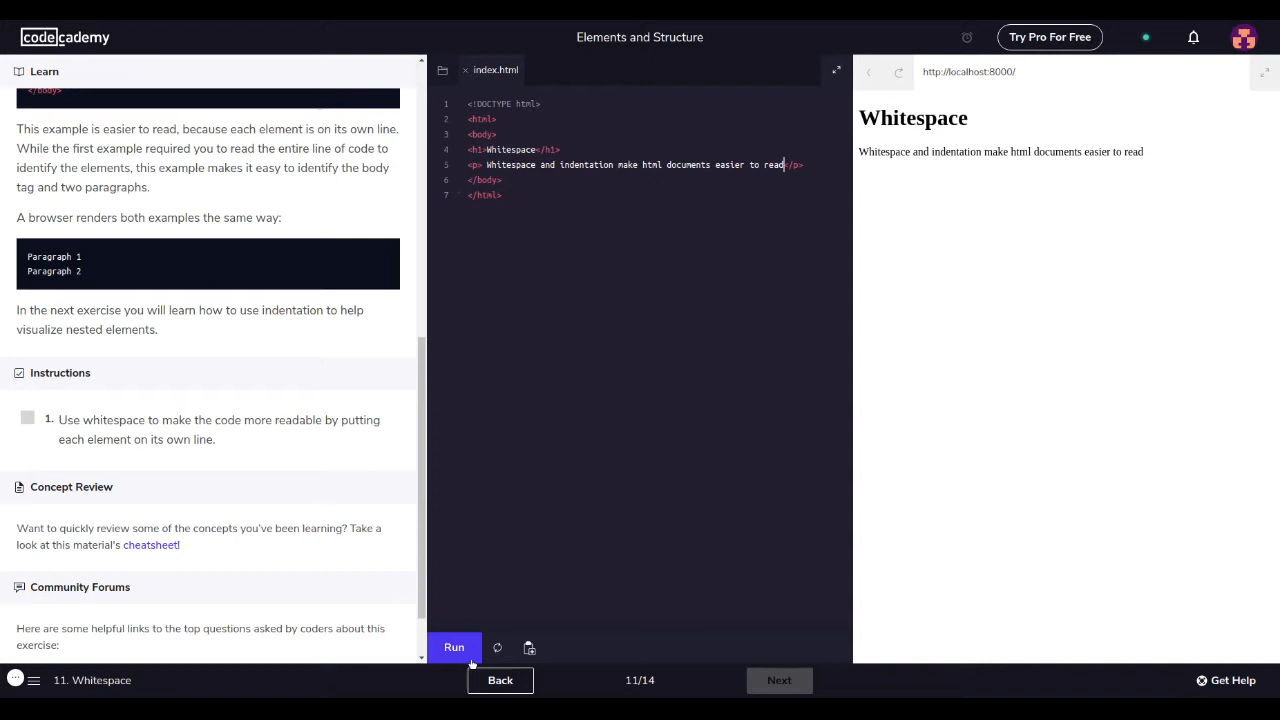 codecademy
Elements and Structure
Try Pro For Free
Learn
index.html
http://localhost:8000/
</body>
This example is easier to read, because each element is on its own line.
While the first example required you to read the entire line of code to
identify the elements, this example makes it easy to identify the body
tag and two paragraphs.
A browser renders both examples the same way:
Paragraph 1
Paragraph 2
In the next exercise you will learn how to use indentation to help
visualize nested elements.
Instructions
1. Use whitespace to make the code more readable by putting
each element on its own line.
Concept Review
Want to quickly review some of the concepts you've been learning? Take a
look at this material's cheatsheet!
Community Forums
Here are some helpful links to the top questions asked by coders about this
exercise:
1 <!DOCTYPE html>
2 <html>
3 <body>
4 <h1>Whitespace</h1>
5 <p> Whitespace and indentation make html documents easier to read</p>
6 </body>
7 </html>
Run
Whitespace
Whitespace and indentation make html documents easier to read
11. Whitespace
Back
11/14
Next
Get Help